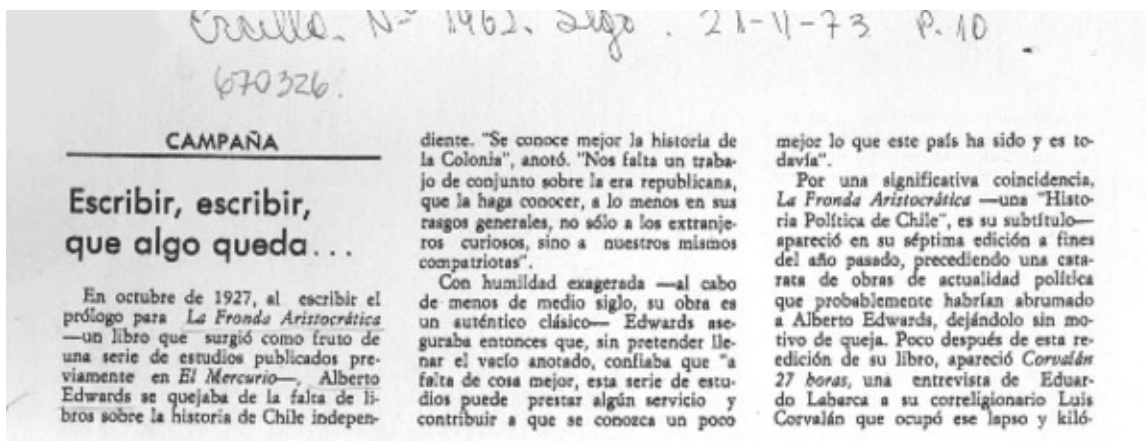 Ercilla. Nº 1962. Stgo. 21-11-73 P. 10
670326.
CAMPAÑA
Escribir, escribir,
que algo queda...
En octubre de 1927, al escribir el
prólogo para La Fronda Aristocrática
—un libro que surgió como fruto de
una serie de estudios publicados pre-
viamente en El Mercurio—, Alberto
Edwards se quejaba de la falta de li-
bros sobre la historia de Chile indepen-
diente. "Se conoce mejor la historia de
la Colonia", anotó. "Nos falta un traba-
jo de conjunto sobre la era republicana,
que la haga conocer, a lo menos en sus
rasgos generales, no sólo a los extranje-
ros curiosos, sino a nuestros mismos
compatriotas".
Con humildad exagerada —al cabo
de menos de medio siglo, su obra es
un auténtico clásico— Edwards ase-
guraba entonces que, sin pretender lle-
nar el vacío anotado, confiaba que "a
falta de cosa mejor, esta serie de estu-
dios puede prestar algún servicio y
contribuir a que se conozca un poco
mejor lo que este país ha sido y es to-
davía".
Por una significativa coincidencia,
La Fronda Aristocrática —una "Histo-
ria Política de Chile", es su subtítulo—
apareció en su séptima edición a fines
del año pasado, precediendo una cata-
rata de obras de actualidad política
que probablemente habrían abrumado
a Alberto Edwards, dejándolo sin mo-
tivo de queja. Poco después de esta re-
edición de su libro, apareció Corvalán
27 horas, una entrevista de Eduar-
do Labarca a su correligionario Luis
Corvalán que ocupó ese lapso y kiló-